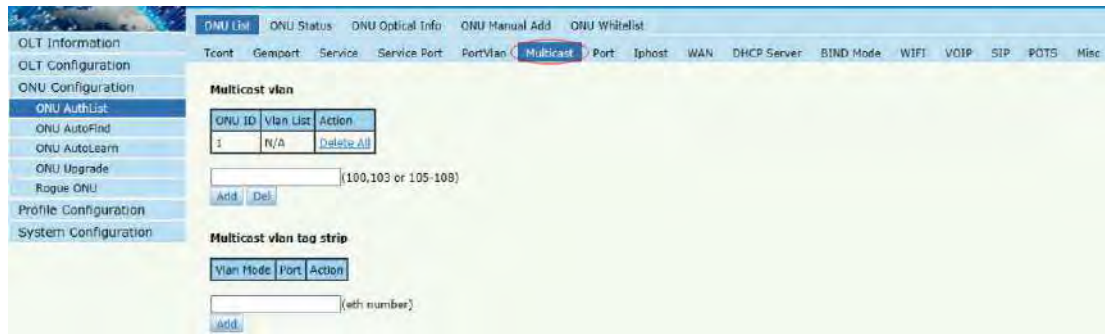 ONU List ONU Status ONU Optical Info ONU Manual Add ONU Whitelist
Tcont Gemport Service Service Port PortVlan Multicast Port Iphost WAN DHCP Server BIND Mode WIFI VOIP SIP POTS Misc
OLT Information
OLT Configuration
ONU Configuration
ONU AuthList
ONU AutoFind
ONU AutoLearn
ONU Upgrade
Rogue ONU
Profile Configuration
System Configuration
Multicast vlan
ONU ID Vlan List Action
1 N/A Delete All
(100,103 or 105-108)
Add Del
Multicast vlan tag strip
Vlan Mode Port Action
(eth number)
Add